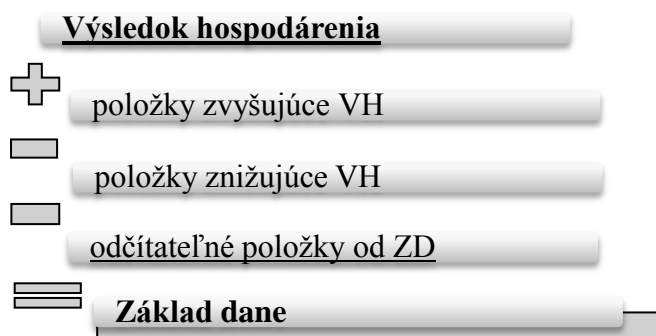 Výsledok hospodárenia
položky zvyšujúce VH
položky znižujúce VH
odčítateľné položky od ZD
Základ dane